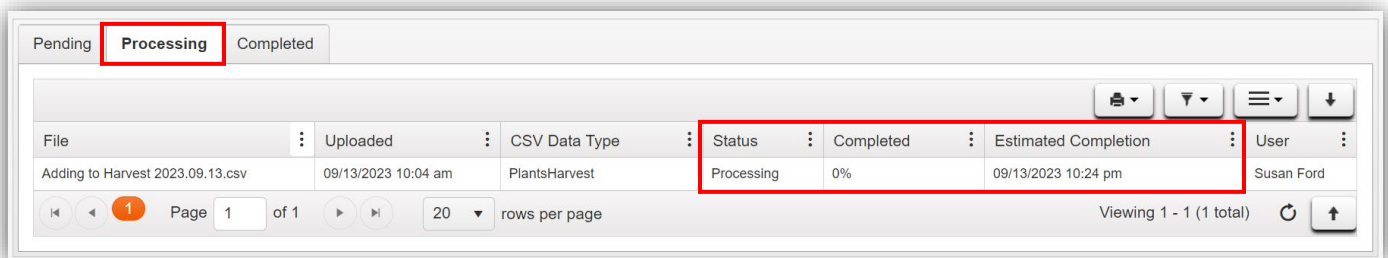 Pending Processing Completed
File Uploaded CSV Data Type Status Completed Estimated Completion User
Adding to Harvest 2023.09.13.csv 09/13/2023 10:04 am PlantsHarvest Processing 0% 09/13/2023 10:24 pm Susan Ford
1 Page 1 of 1 20 rows per page Viewing 1 - 1 (1 total)